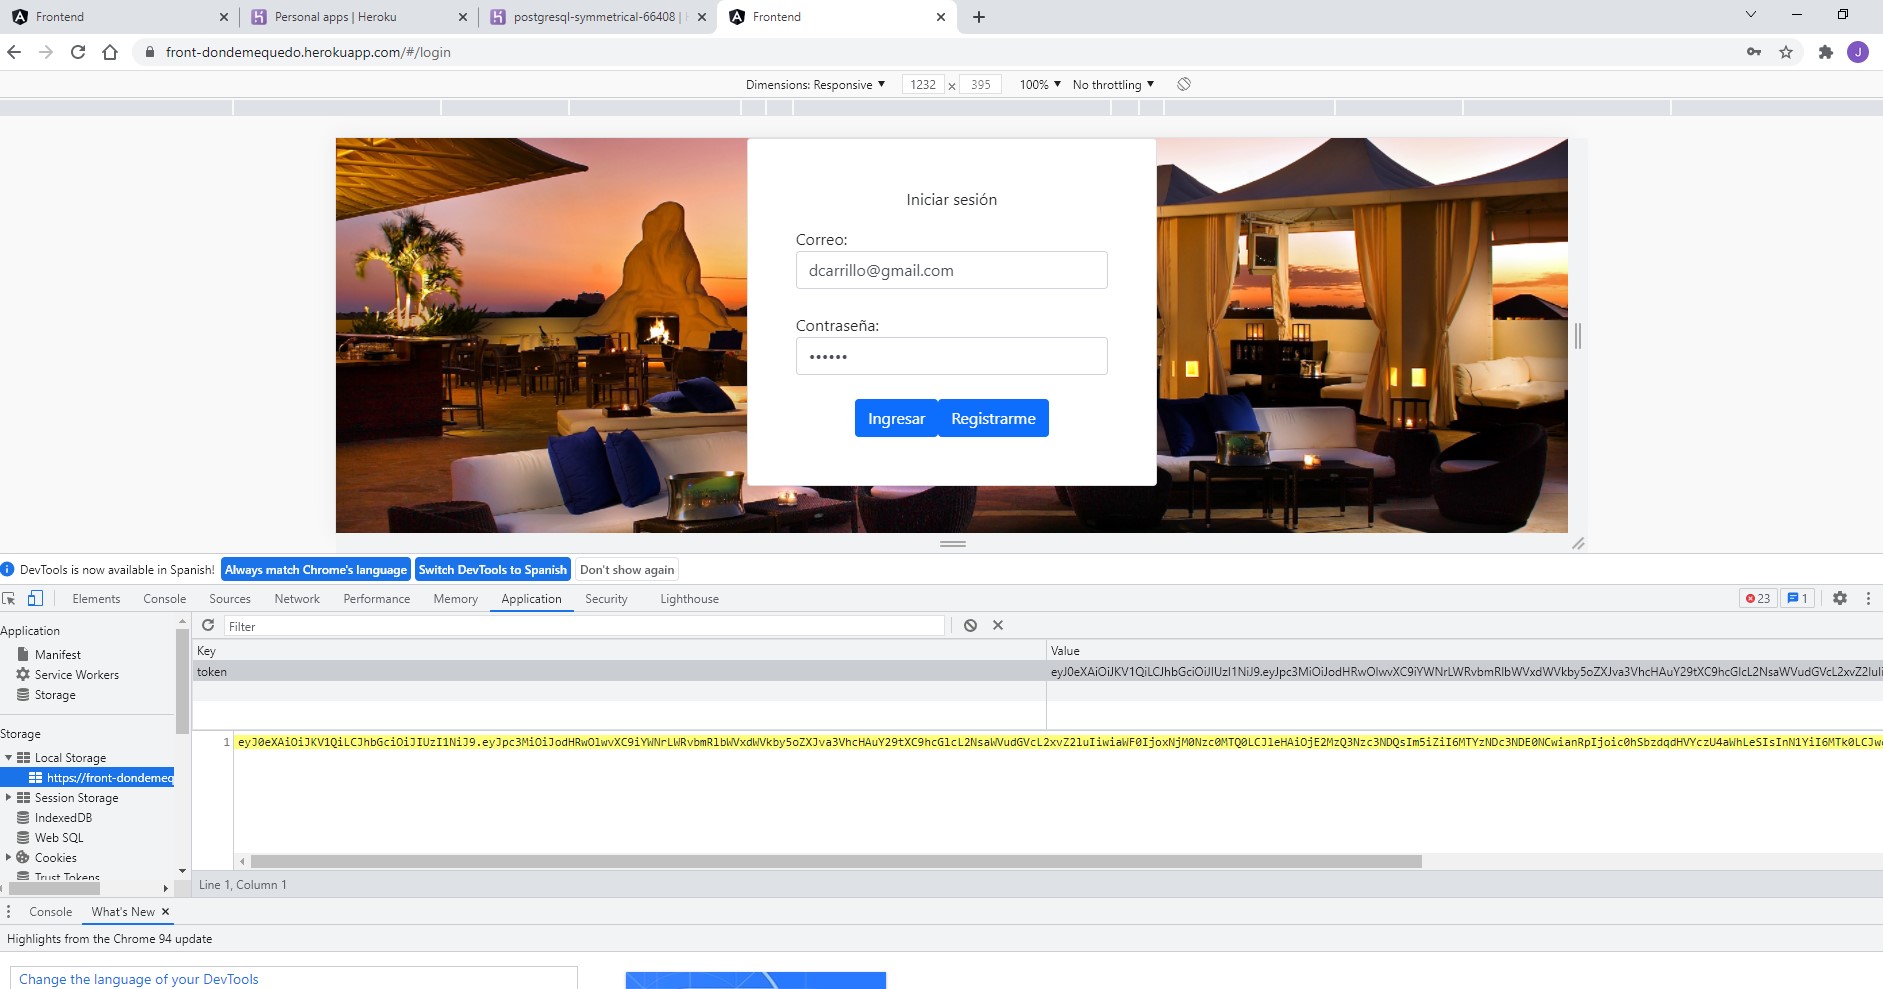 Frontend
Personal apps | Heroku
postgresql-symmetrical-66408 |
Frontend
front-dondemequedo.herokuapp.com/#/login
J
Dimensions: Responsive
1232 x 395
100%
No throttling
Iniciar sesión
Correo:
dcarrillo@gmail.com
Contraseña:
••••••
Ingresar
Registrarme
DevTools is now available in Spanish!
Always match Chrome's language
Switch DevTools to Spanish
Don't show again
Elements
Console
Sources
Network
Performance
Memory
Application
Security
Lighthouse
23
1
Application
Filter
Manifest
Service Workers
Storage
Key
Value
token
Storage
Local Storage
https://front-dondemeq
Session Storage
IndexedDB
Web SQL
Cookies
Trust Tokens
1
Line 1, Column 1
Console
What's New
Highlights from the Chrome 94 update
Change the language of your DevTools